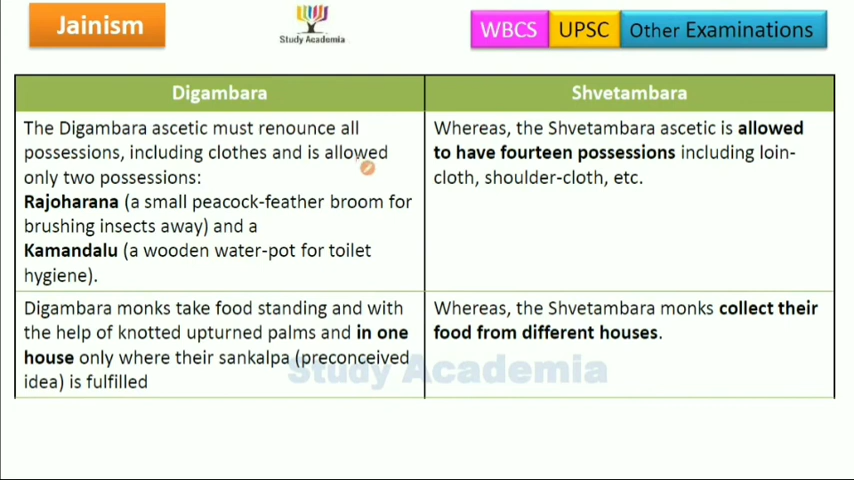 Jainism
Study Academia
WBCS
UPSC
Other Examinations
Digambara
Shvetambara
The Digambara ascetic must renounce all
possessions, including clothes and is allowed
only two possessions:
Rajoharana (a small peacock-feather broom for
brushing insects away) and a
Kamandalu (a wooden water-pot for toilet
hygiene).
Whereas, the Shvetambara ascetic is allowed
to have fourteen possessions including loin-
cloth, shoulder-cloth, etc.
Digambara monks take food standing and with
the help of knotted upturned palms and in one
house only where their sankalpa (preconceived
idea) is fulfilled
Whereas, the Shvetambara monks collect their
food from different houses.
Study Academia